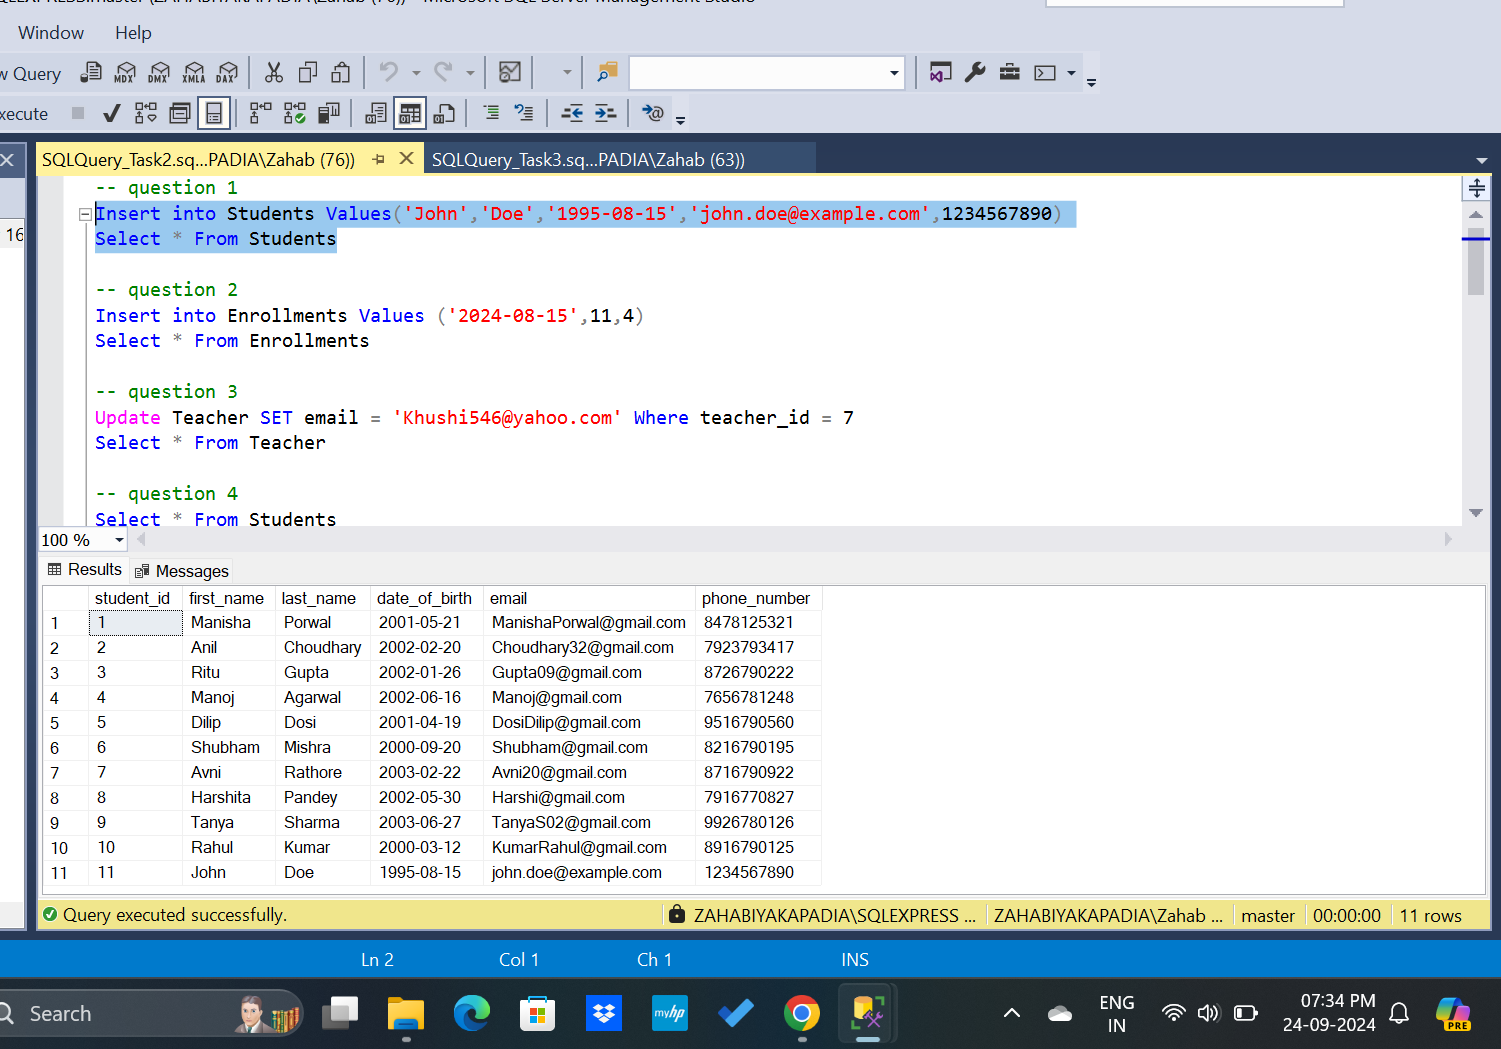 Window Help
Query MDX DMX XMLA DAX
SQLQuery_Task2.sq...PADIA\Zahab (76)) SQLQuery_Task3.sq...PADIA\Zahab (63))
16
-- question 1
Insert into Students Values('John','Doe','1995-08-15','john.doe@example.com',1234567890)
Select * From Students
-- question 2
Insert into Enrollments Values ('2024-08-15',11,4)
Select * From Enrollments
-- question 3
Update Teacher SET email = 'Khushi546@yahoo.com' Where teacher_id = 7
Select * From Teacher
-- question 4
Select * From Students
100 %
Results Messages
student_id first_name last_name date_of_birth email phone_number
1 1 Manisha Porwal 2001-05-21 ManishaPorwal@gmail.com 8478125321
2 2 Anil Choudhary 2002-02-20 Choudhary32@gmail.com 7923793417
3 3 Ritu Gupta 2002-01-26 Gupta09@gmail.com 8726790222
4 4 Manoj Agarwal 2002-06-16 Manoj@gmail.com 7656781248
5 5 Dilip Dosi 2001-04-19 DosiDilip@gmail.com 9516790560
6 6 Shubham Mishra 2000-09-20 Shubham@gmail.com 8216790195
7 7 Avni Rathore 2003-02-22 Avni20@gmail.com 8716790922
8 8 Harshita Pandey 2002-05-30 Harshi@gmail.com 7916770827
9 9 Tanya Sharma 2003-06-27 TanyaS02@gmail.com 9926780126
10 10 Rahul Kumar 2000-03-12 KumarRahul@gmail.com 8916790125
11 11 John Doe 1995-08-15 john.doe@example.com 1234567890
Query executed successfully. ZAHABIYAKAPADIA\SQLEXPRESS ... ZAHABIYAKAPADIA\Zahab ... master 00:00:00 11 rows
Ln 2 Col 1 Ch 1 INS
Search myhp ENG IN 07:34 PM 24-09-2024 PRE